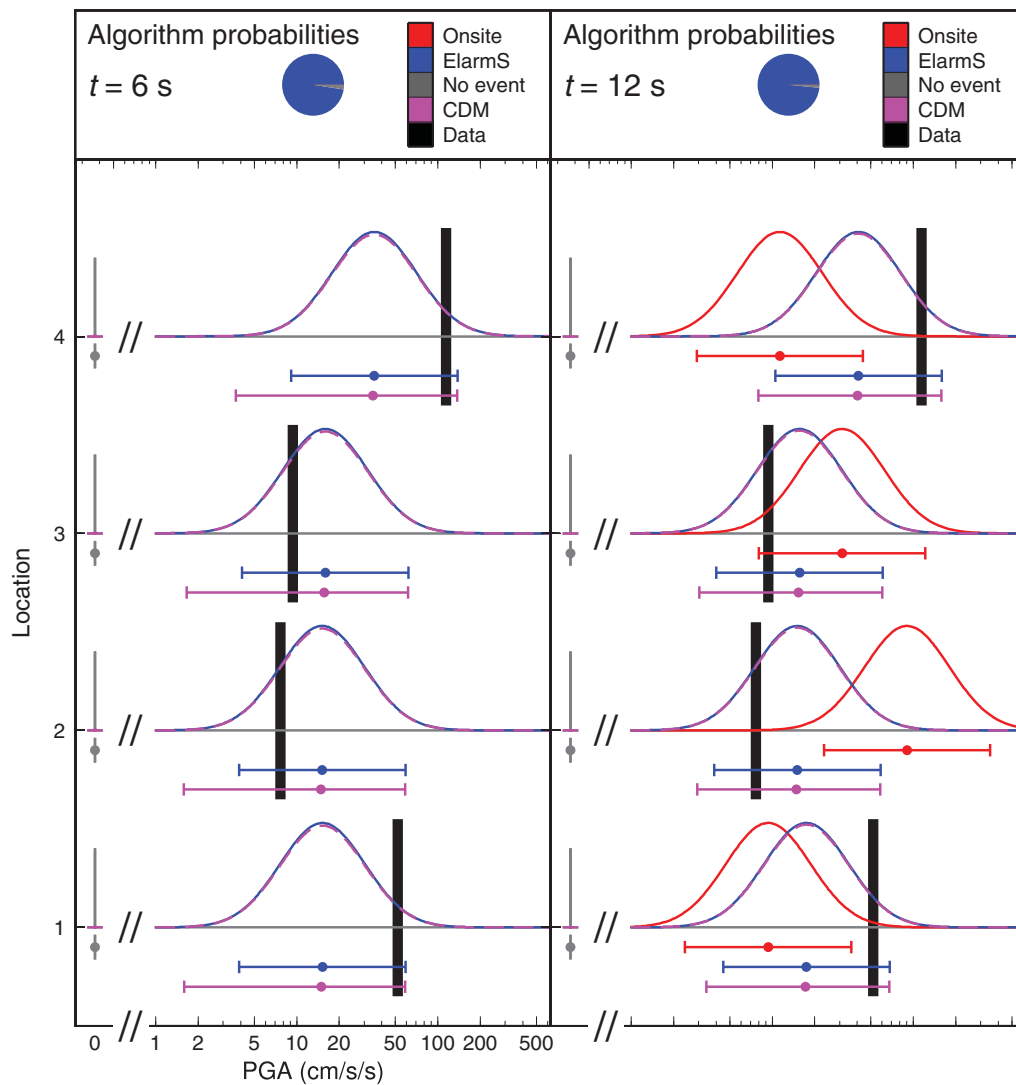 Algorithm probabilities
t = 6 s
Onsite
ElarmS
No event
CDM
Data
Algorithm probabilities
t = 12 s
Onsite
ElarmS
No event
CDM
Data
Location
4
3
2
1
//
//
//
//
//
//
//
//
//
//
0 1 2 5 10 20 50 100 200 500
PGA (cm/s/s)